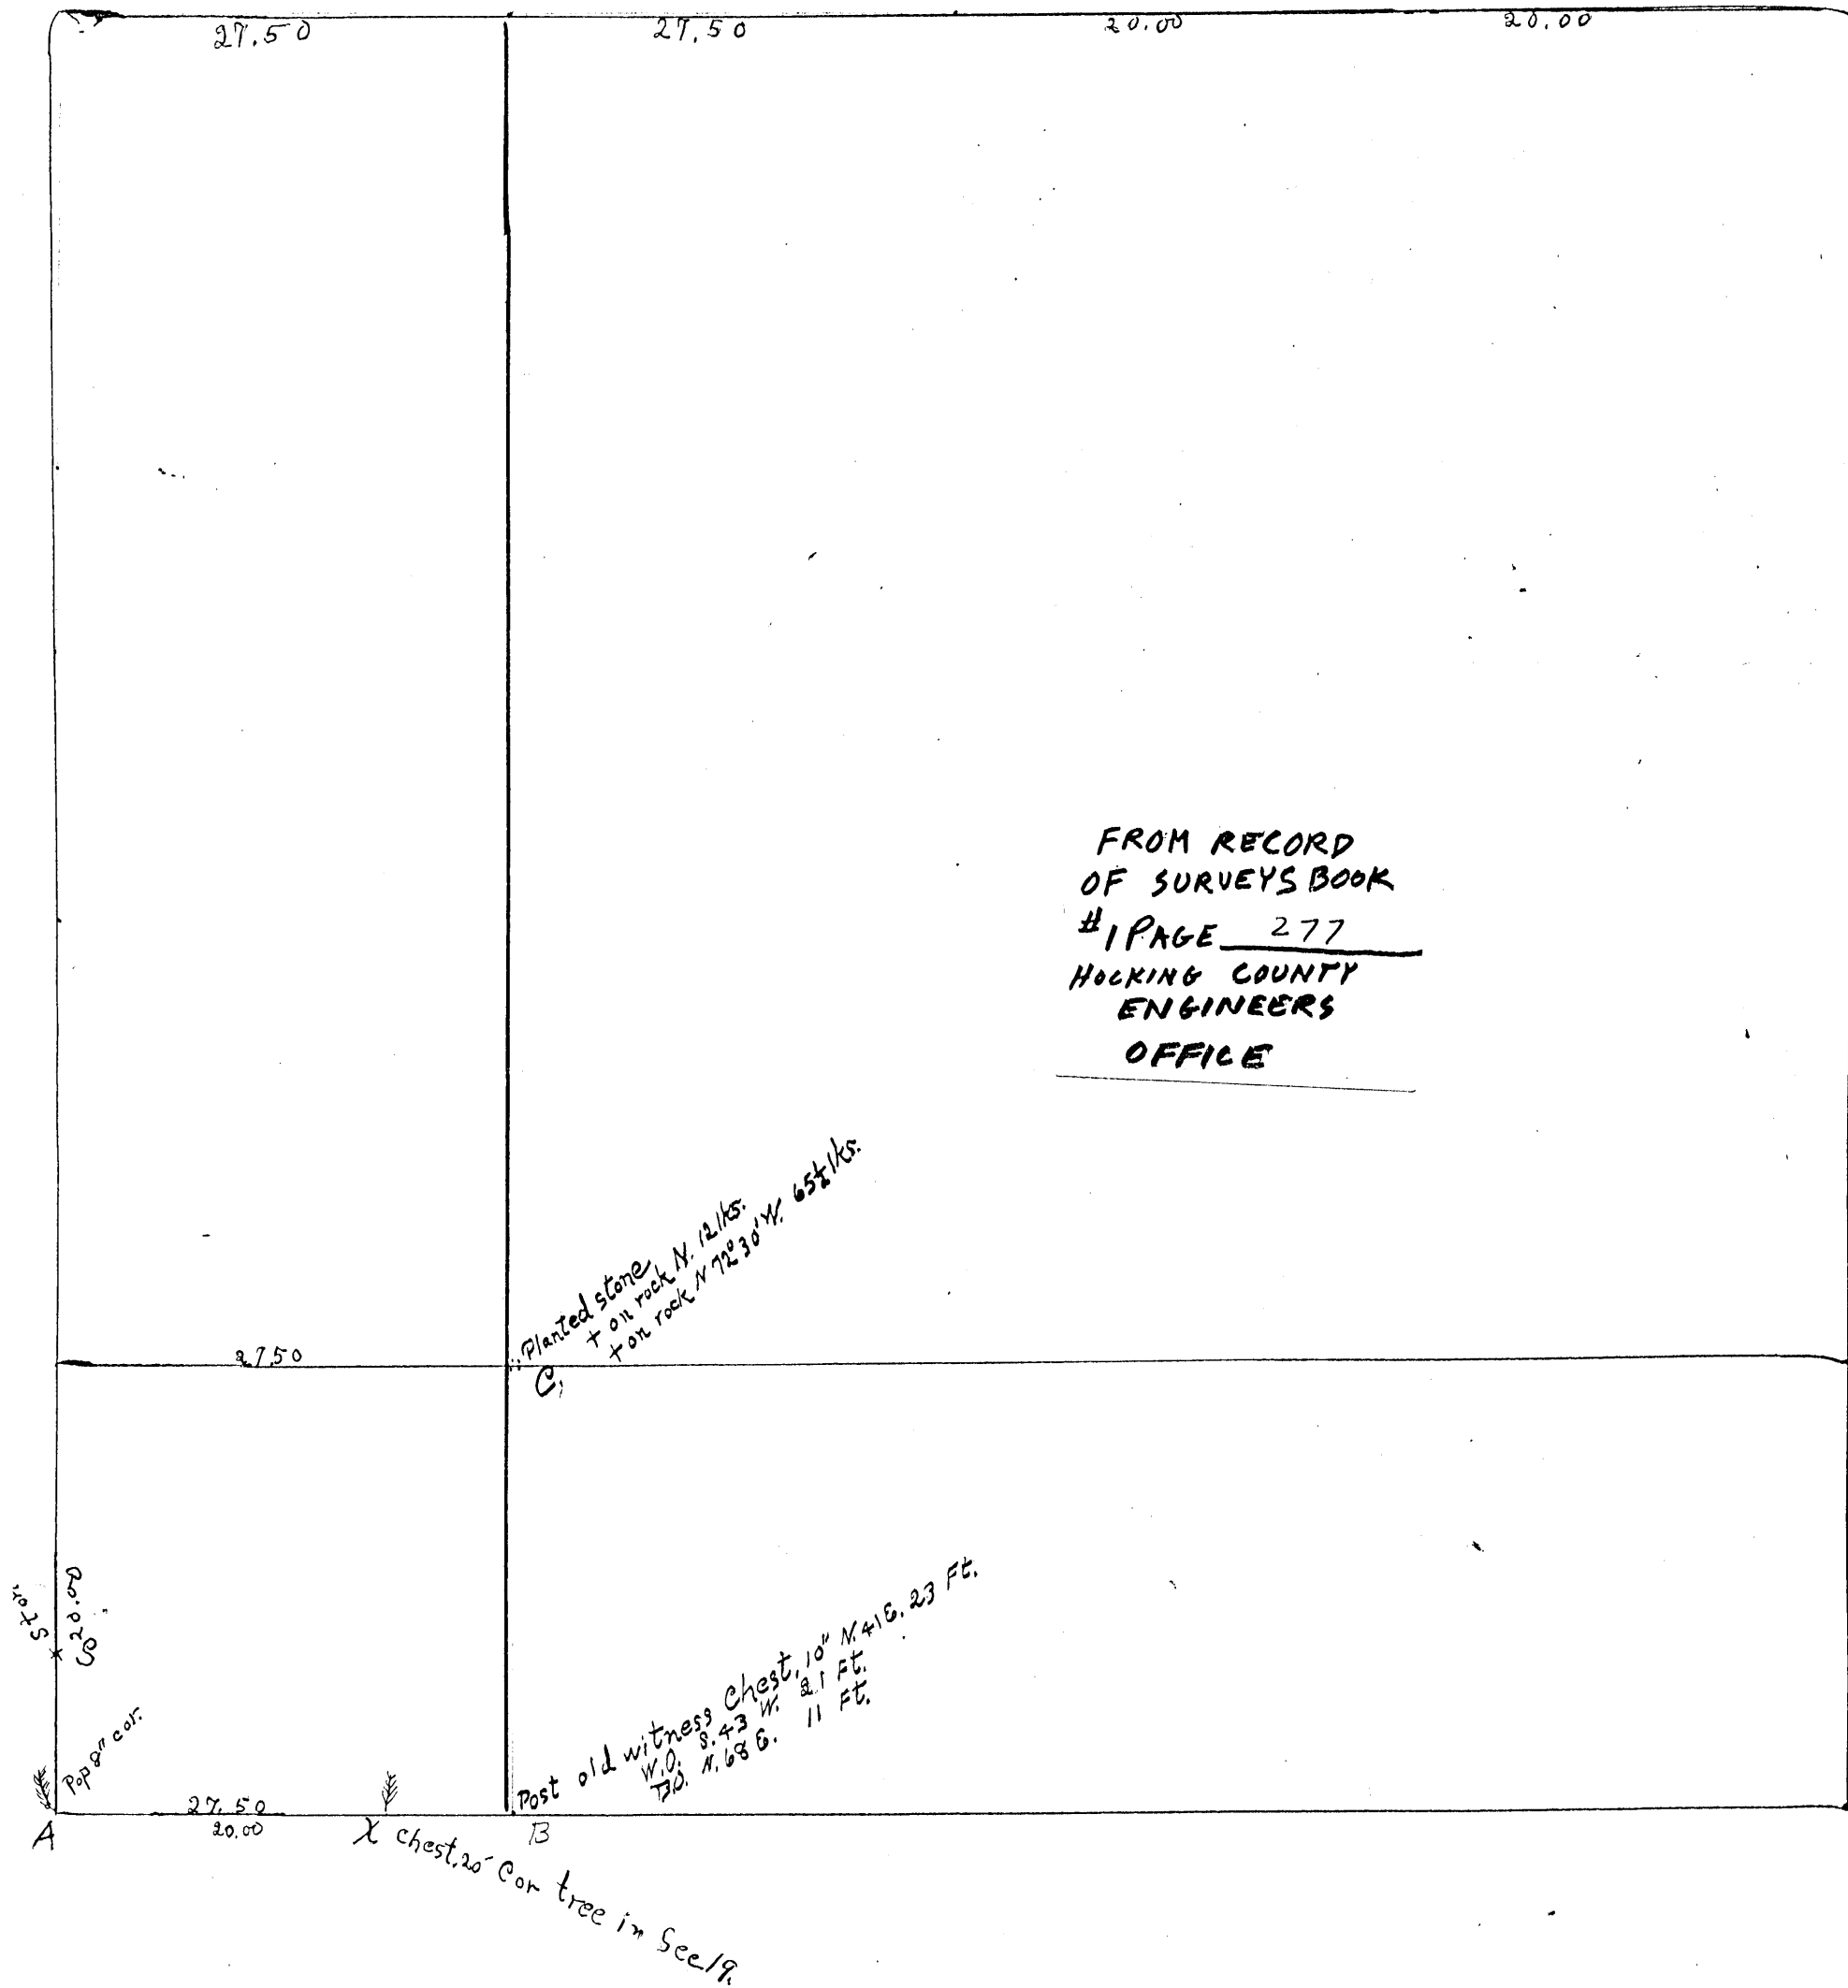 27.50 27.50 20.00 20.00
FROM RECORD
OF SURVEYS BOOK
#1 PAGE 277
HOCKING COUNTY
ENGINEERS
OFFICE
Planted stone
+ on rock N. 12 lks.
+ on rock N 72° 30' W. 65½ lks.
27.50
C,
20.00
S
Post old witness Chest. 10" N. 41 E. 23 Ft.
W.O. S. 43 W. 21 Ft.
B.O. N. 68 E. 11 Ft.
Pop 8" cor.
27.50
A 20.00 X Chest. 20" Cor tree in Sec 19.
B